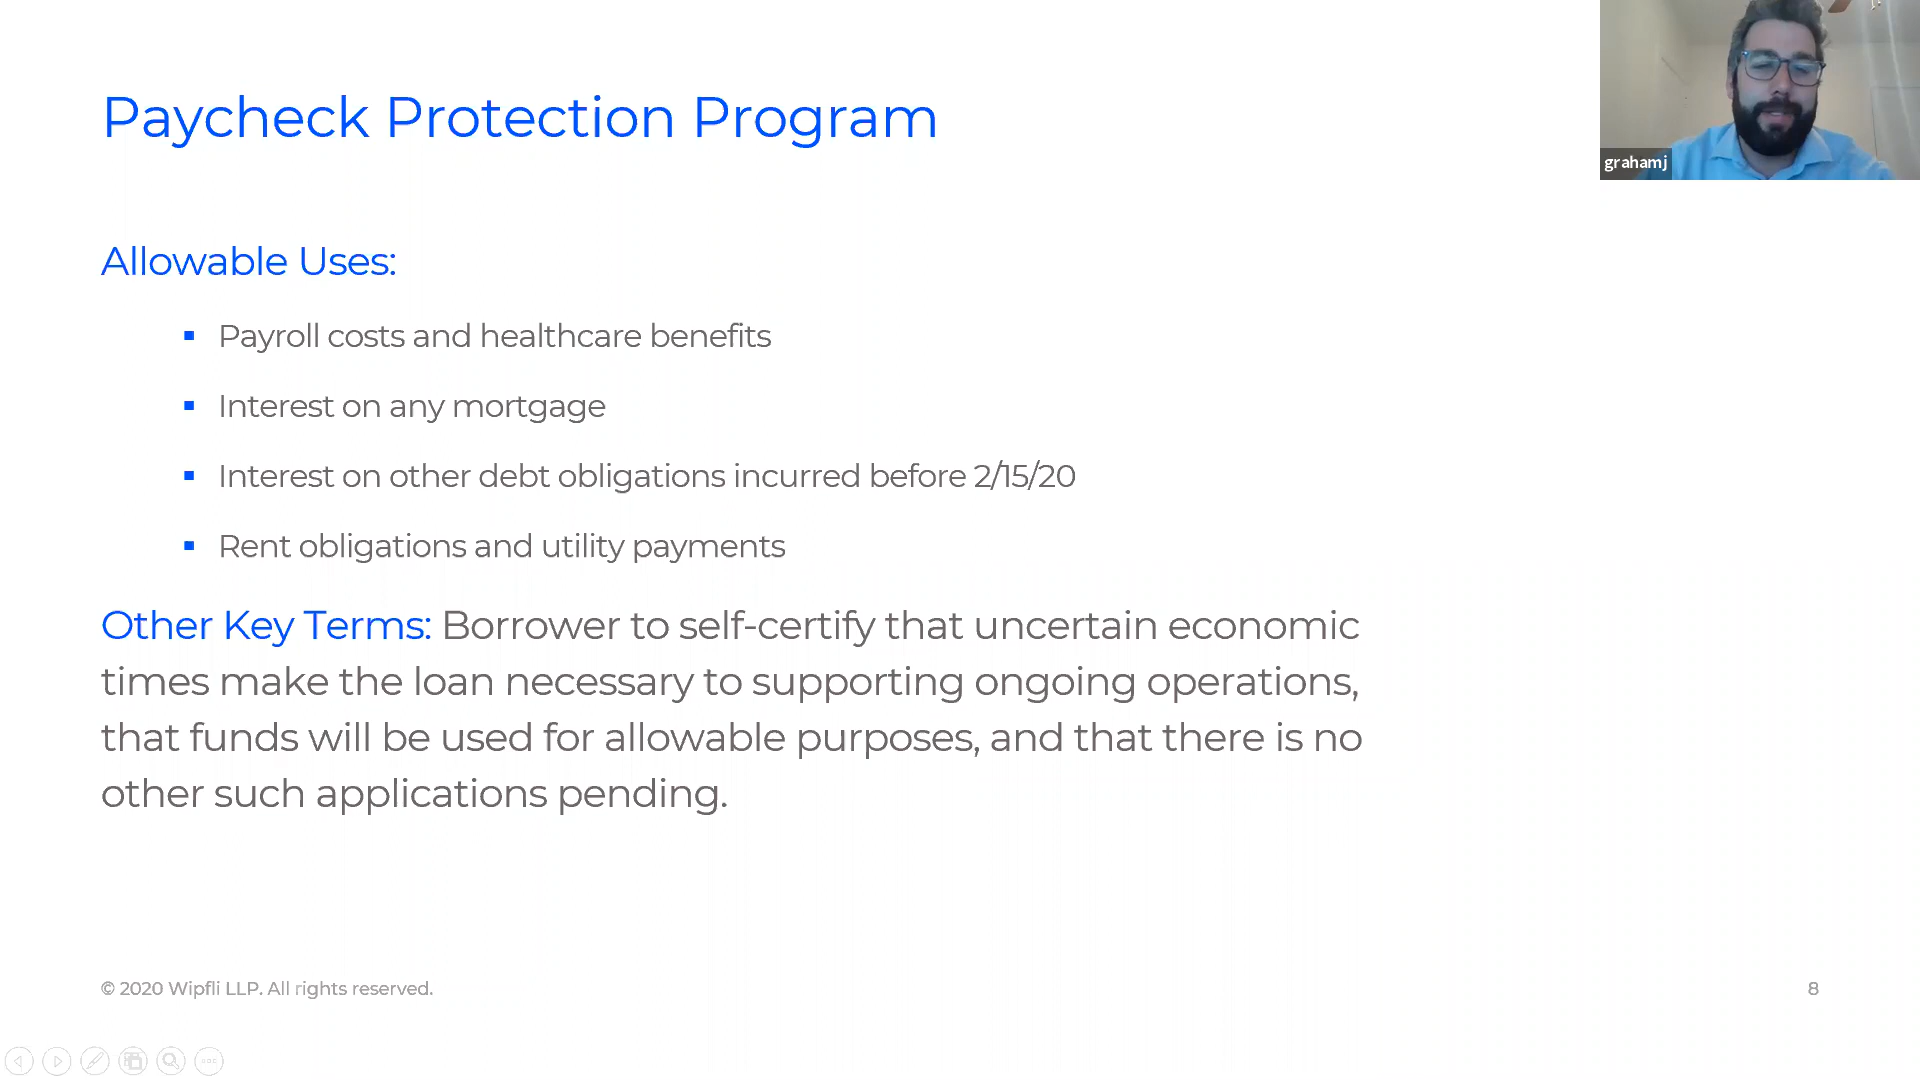 Paycheck Protection Program
grahamj
Allowable Uses:
▪ Payroll costs and healthcare benefits
▪ Interest on any mortgage
▪ Interest on other debt obligations incurred before 2/15/20
▪ Rent obligations and utility payments
Other Key Terms: Borrower to self-certify that uncertain economic
times make the loan necessary to supporting ongoing operations,
that funds will be used for allowable purposes, and that there is no
other such applications pending.
© 2020 Wipfli LLP. All rights reserved.
8